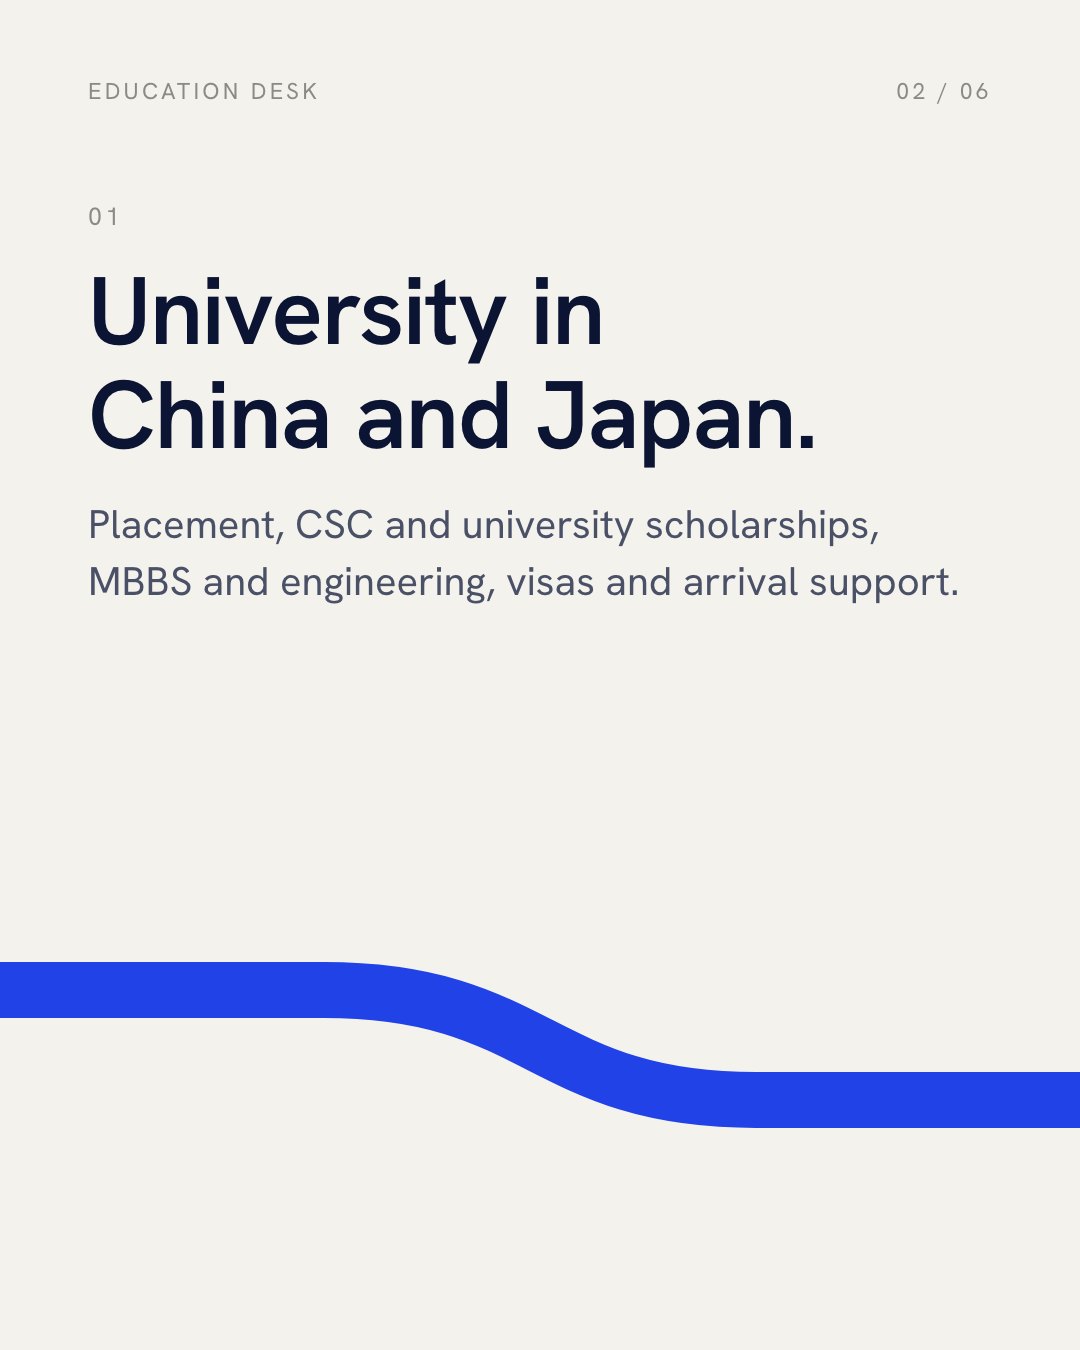 EDUCATION DESK
02 / 06
01
University in
China and Japan.
Placement, CSC and university scholarships,
MBBS and engineering, visas and arrival support.